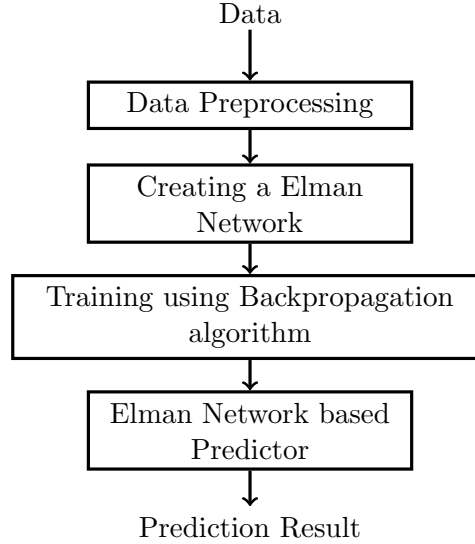 Data
Data Preprocessing
Creating a Elman
Network
Training using Backpropagation
algorithm
Elman Network based
Predictor
Prediction Result